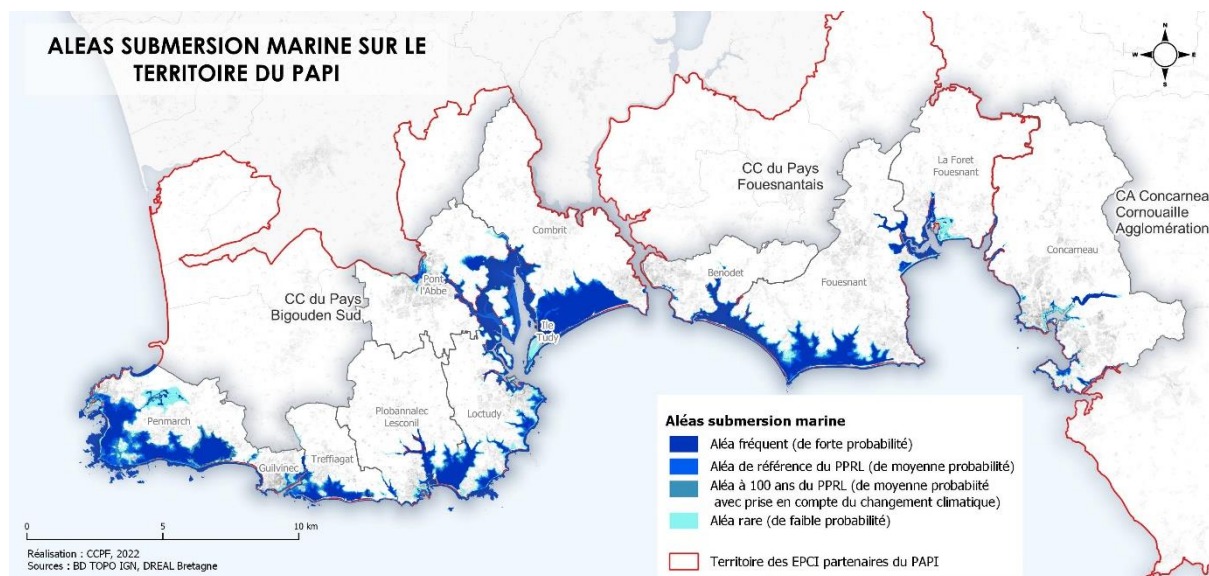 ALEAS SUBMERSION MARINE SUR LE
TERRITOIRE DU PAPI
N
W
E
S
La Foret
Fouesnant
CC du Pays
Fouesnantais
CA Concarnea
Cornouaille
Agglomération
Combrit
Concarneau
Pont
l'Abbe
Benodet
Fouesnant
CC du Pays
Bigouden Sud
Ile
Tudy
Plobannalec
Lesconil
Loctudy
Penmarch
Treffiagat
Guilvinec
Aléas submersion marine
Aléa fréquent (de forte probabilité)
Aléa de référence du PPRL (de moyenne probabilité)
Aléa à 100 ans du PPRL (de moyenne probabiité
avec prise en compte du changement climatique)
Aléa rare (de faible probabilité)
Territoire des EPCI partenaires du PAPI
0 5 10 km
Réalisation : CCPF, 2022
Sources : BD TOPO IGN, DREAL Bretagne